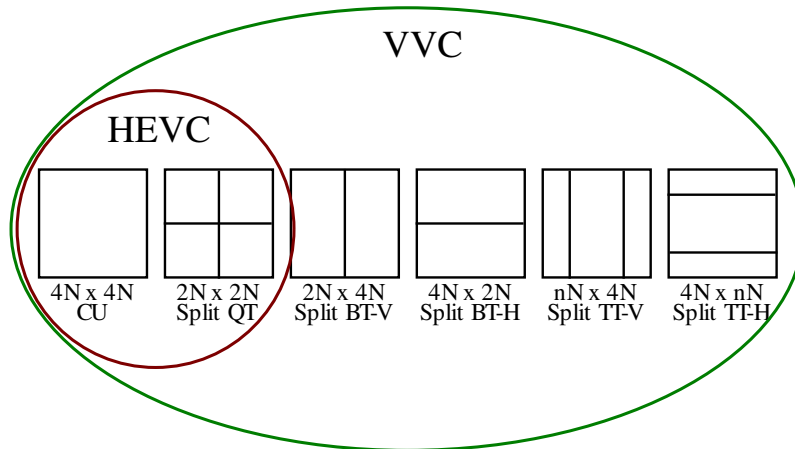 VVC
HEVC
4N x 4N
CU
2N x 2N
Split QT
2N x 4N
Split BT-V
4N x 2N
Split BT-H
nN x 4N
Split TT-V
4N x nN
Split TT-H